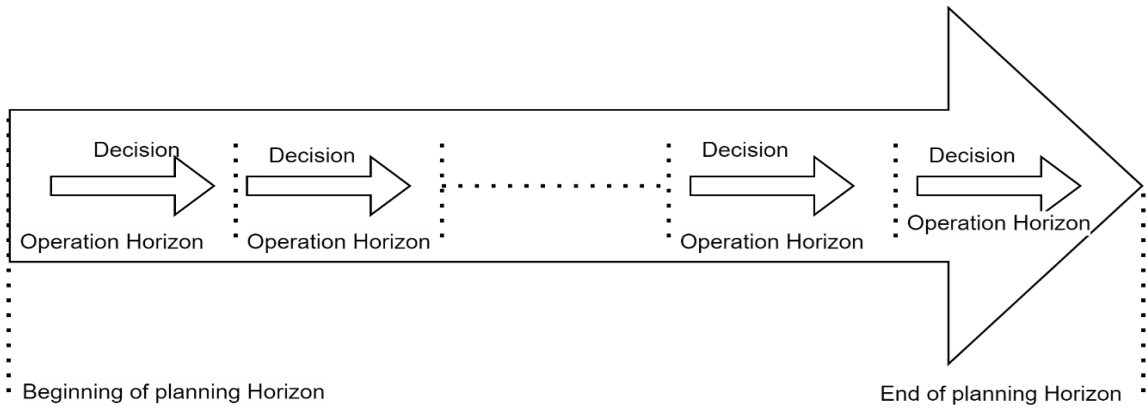 Decision
Decision
Decision
Decision
Operation Horizon
Operation Horizon
Operation Horizon
Operation Horizon
Beginning of planning Horizon
End of planning Horizon